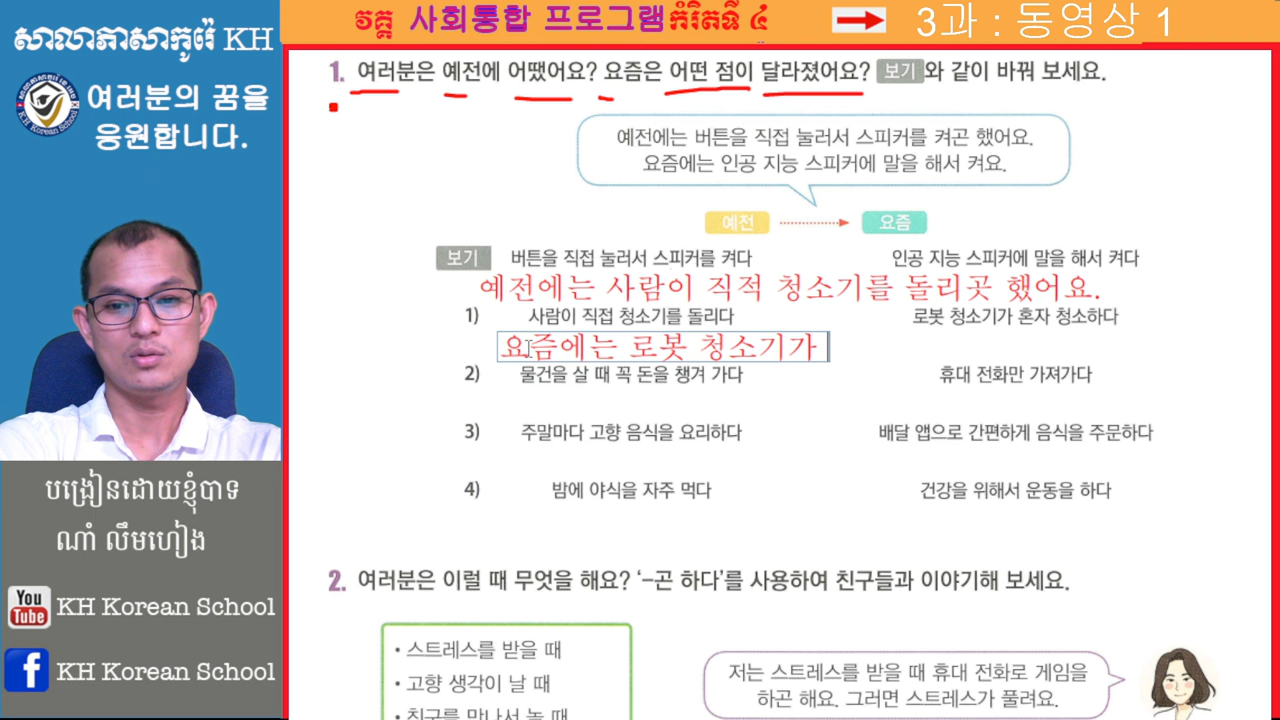 សាលាភាសាកូរ៉េ KH
여러분의 꿈을
응원합니다.
បង្រៀនដោយខ្ញុំបាទ
ណាំ លឹមហៀង
You Tube KH Korean School
f KH Korean School
វគ្គ 사회통합 프로그램កំរិតទី ៤ 3과 : 동영상 1
1. 여러분은 예전에 어땠어요? 요즘은 어떤 점이 달라졌어요? 보기와 같이 바꿔 보세요.
예전에는 버튼을 직접 눌러서 스피커를 켜곤 했어요.
요즘에는 인공 지능 스피커에 말을 해서 켜요.
예전 요즘
보기 버튼을 직접 눌러서 스피커를 켜다 인공 지능 스피커에 말을 해서 켜다
예전에는 사람이 직적 청소기를 돌리곳 했어요.
1) 사람이 직접 청소기를 돌리다 로봇 청소기가 혼자 청소하다
요즘에는 로봇 청소기가
2) 물건을 살 때 꼭 돈을 챙겨 가다 휴대 전화만 가져가다
3) 주말마다 고향 음식을 요리하다 배달 앱으로 간편하게 음식을 주문하다
4) 밤에 야식을 자주 먹다 건강을 위해서 운동을 하다
2. 여러분은 이럴 때 무엇을 해요? ‘-곤 하다’를 사용하여 친구들과 이야기해 보세요.
• 스트레스를 받을 때
• 고향 생각이 날 때
• 친구를 만나서 놀 때
저는 스트레스를 받을 때 휴대 전화로 게임을
하곤 해요. 그러면 스트레스가 풀려요.